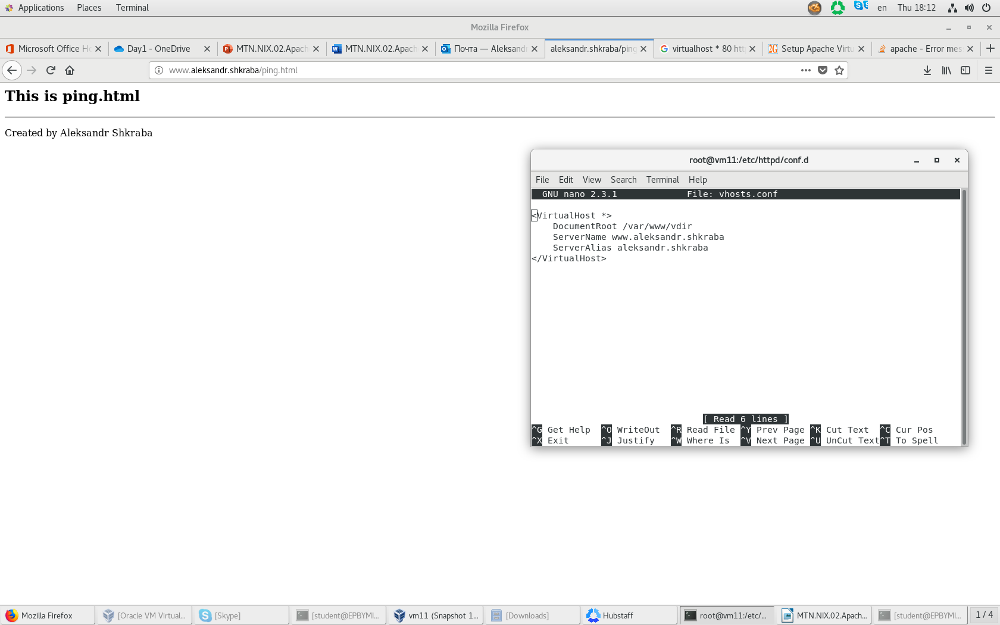 Applications Places Terminal en Thu 18:12
Mozilla Firefox
Microsoft Office Ho Day1 - OneDrive MTN.NIX.02.Apach MTN.NIX.02.Apach Почта — Aleksandr aleksandr.shkraba/ping virtualhost * 80 htt Setup Apache Virtu apache - Error mes
www.aleksandr.shkraba/ping.html
This is ping.html
Created by Aleksandr Shkraba
root@vm11:/etc/httpd/conf.d
File Edit View Search Terminal Help
GNU nano 2.3.1 File: vhosts.conf
<VirtualHost *>
DocumentRoot /var/www/vdir
ServerName www.aleksandr.shkraba
ServerAlias aleksandr.shkraba
</VirtualHost>
[ Read 6 lines ]
^G Get Help ^O WriteOut ^R Read File ^Y Prev Page ^K Cut Text ^C Cur Pos
^X Exit ^J Justify ^W Where Is ^V Next Page ^U UnCut Text ^T To Spell
Mozilla Firefox [Oracle VM Virtual... [Skype] [student@EPBYMI... vm11 (Snapshot 1... [Downloads] Hubstaff root@vm11:/etc/... MTN.NIX.02.Apach... [student@EPBYMI... 1 / 4